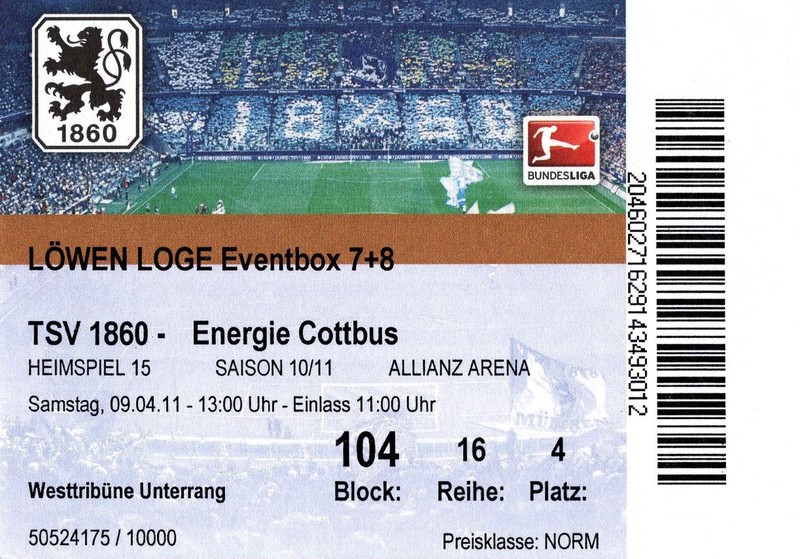 1860
BUNDESLIGA
LÖWEN LOGE Eventbox 7+8
TSV 1860 - Energie Cottbus
HEIMSPIEL 15 SAISON 10/11 ALLIANZ ARENA
Samstag, 09.04.11 - 13:00 Uhr - Einlass 11:00 Uhr
104 16 4
Westtribüne Unterrang Block: Reihe: Platz:
50524175 / 10000 Preisklasse: NORM
20460271629143493012